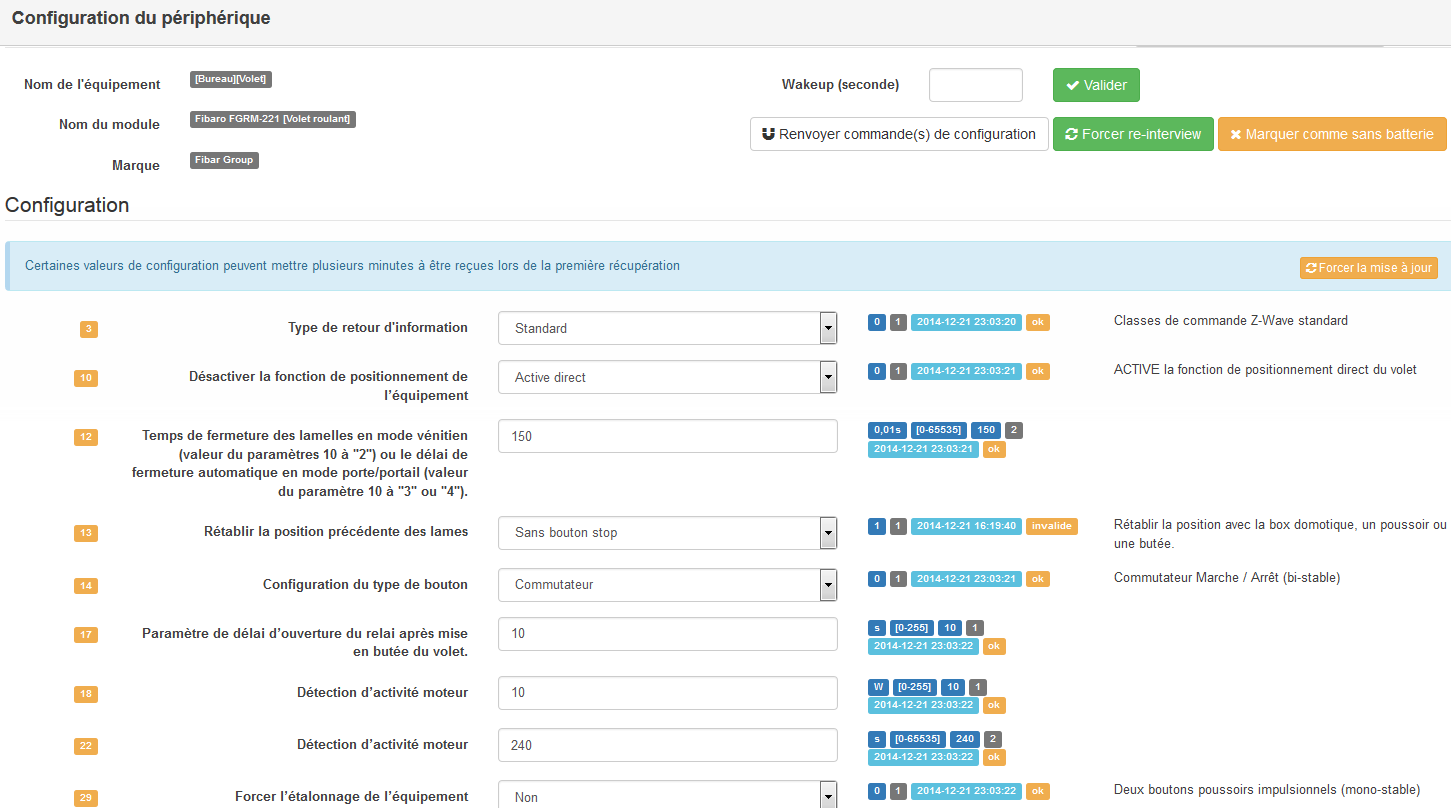 Configuration du périphérique
Nom de l'équipement [Bureau][Volet] Wakeup (seconde) Valider
Nom du module Fibaro FGRM-221 [Volet roulant] Renvoyer commande(s) de configuration Forcer re-interview Marquer comme sans batterie
Marque Fibar Group
Configuration
Certaines valeurs de configuration peuvent mettre plusieurs minutes à être reçues lors de la première récupération Forcer la mise à jour
3 Type de retour d'information Standard 0 1 2014-12-21 23:03:20 ok Classes de commande Z-Wave standard
10 Désactiver la fonction de positionnement de Active direct 0 1 2014-12-21 23:03:21 ok ACTIVE la fonction de positionnement direct du volet
l'équipement
12 Temps de fermeture des lamelles en mode vénitien 150 0,01s [0-65535] 150 2
(valeur du paramètres 10 à "2") ou le délai de 2014-12-21 23:03:21 ok
fermeture automatique en mode porte/portail (valeur
du paramètre 10 à "3" ou "4").
13 Rétablir la position précédente des lames Sans bouton stop 1 1 2014-12-21 16:19:40 invalide Rétablir la position avec la box domotique, un poussoir ou
une butée.
14 Configuration du type de bouton Commutateur 0 1 2014-12-21 23:03:21 ok Commutateur Marche / Arrêt (bi-stable)
17 Paramètre de délai d’ouverture du relai après mise 10 s [0-255] 10 1
en butée du volet. 2014-12-21 23:03:22 ok
18 Détection d’activité moteur 10 W [0-255] 10 1
2014-12-21 23:03:22 ok
22 Détection d’activité moteur 240 s [0-65535] 240 2
2014-12-21 23:03:22 ok
29 Forcer l’étalonnage de l’équipement Non 0 1 2014-12-21 23:03:22 ok Deux boutons poussoirs impulsionnels (mono-stable)